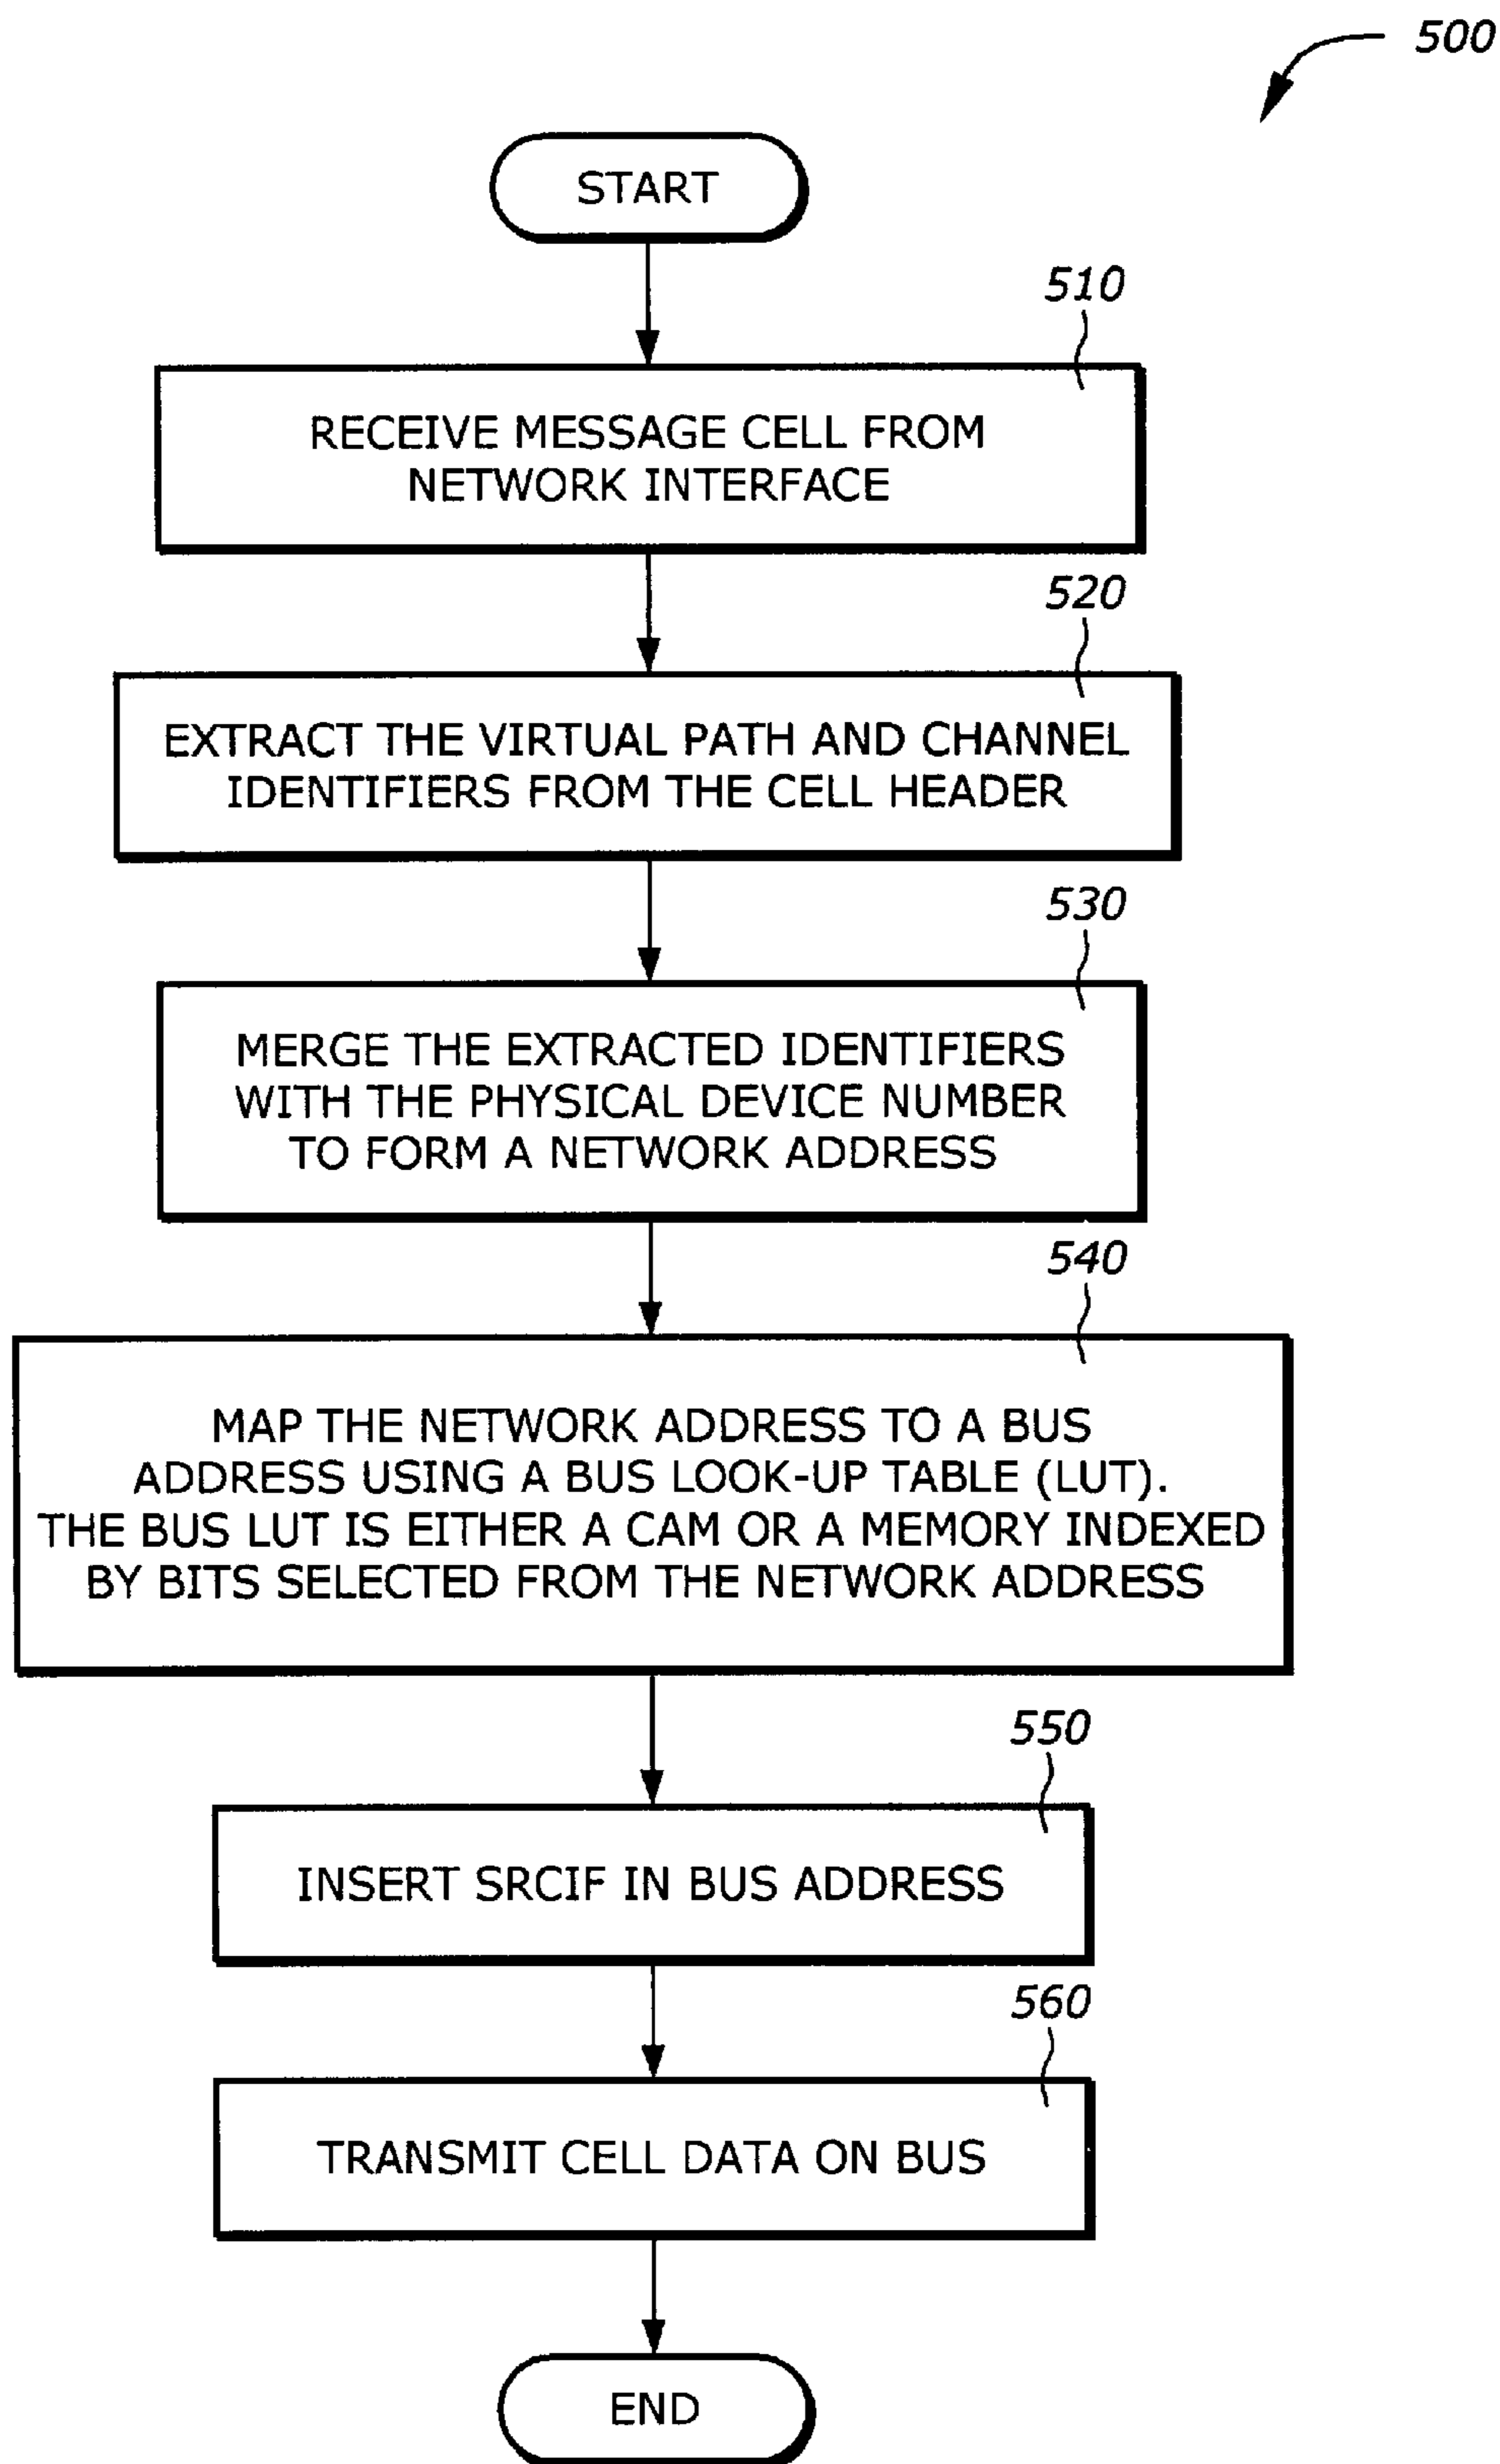 500
START
510
RECEIVE MESSAGE CELL FROM
NETWORK INTERFACE
520
EXTRACT THE VIRTUAL PATH AND CHANNEL
IDENTIFIERS FROM THE CELL HEADER
530
MERGE THE EXTRACTED IDENTIFIERS
WITH THE PHYSICAL DEVICE NUMBER
TO FORM A NETWORK ADDRESS
540
MAP THE NETWORK ADDRESS TO A BUS
ADDRESS USING A BUS LOOK-UP TABLE (LUT).
THE BUS LUT IS EITHER A CAM OR A MEMORY INDEXED
BY BITS SELECTED FROM THE NETWORK ADDRESS
550
INSERT SRCIF IN BUS ADDRESS
560
TRANSMIT CELL DATA ON BUS
END